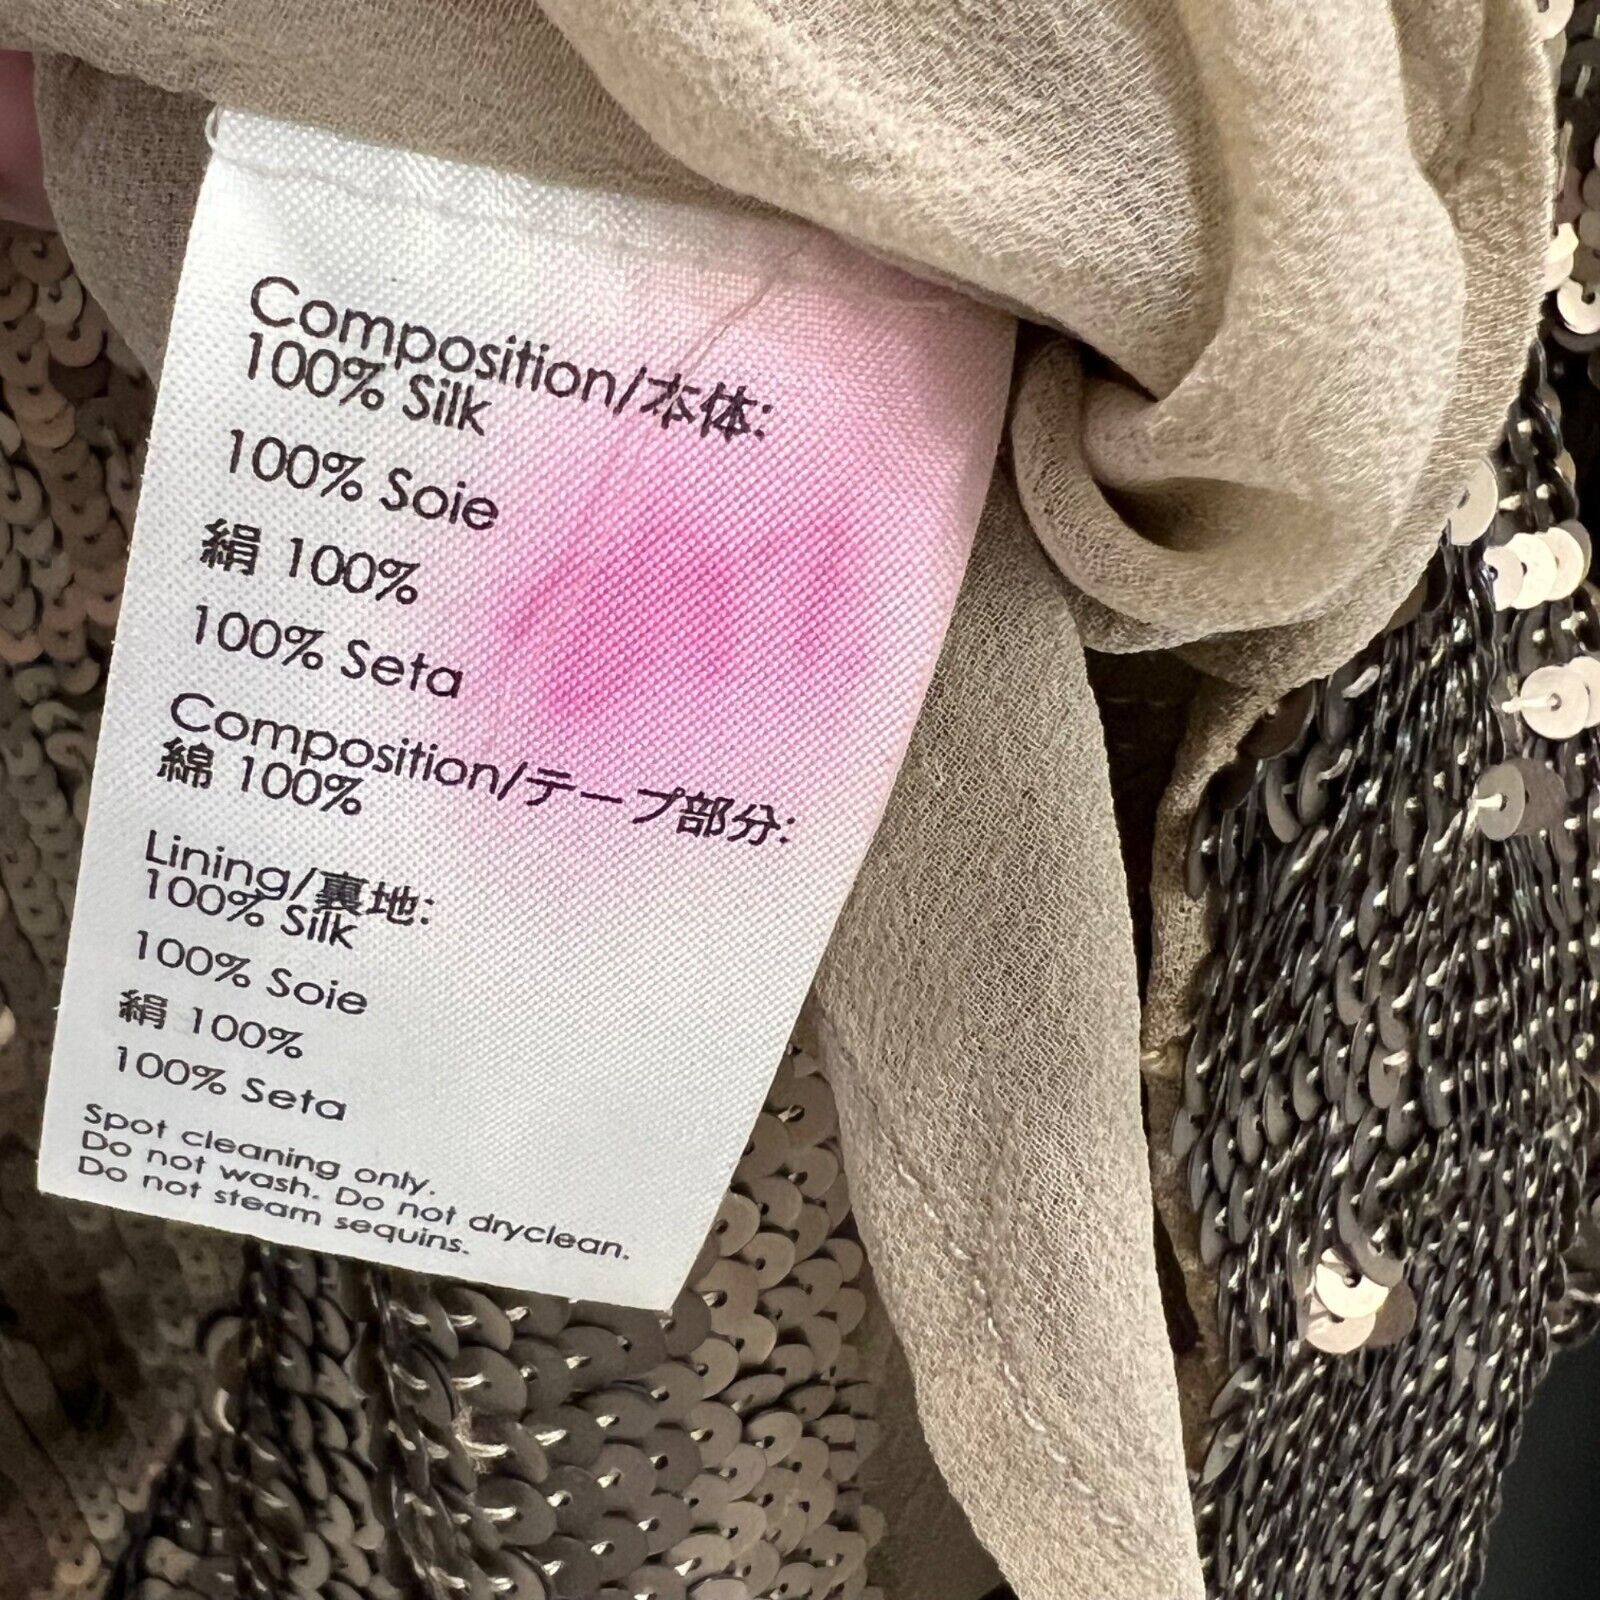 Composition/本体:
100% Silk
100% Soie
絹 100%
100% Seta
Composition/テープ部分:
綿 100%
Lining/裏地:
100% Silk
100% Soie
絹 100%
100% Seta
Spot cleaning only.
Do not wash. Do not dryclean.
Do not steam sequins.